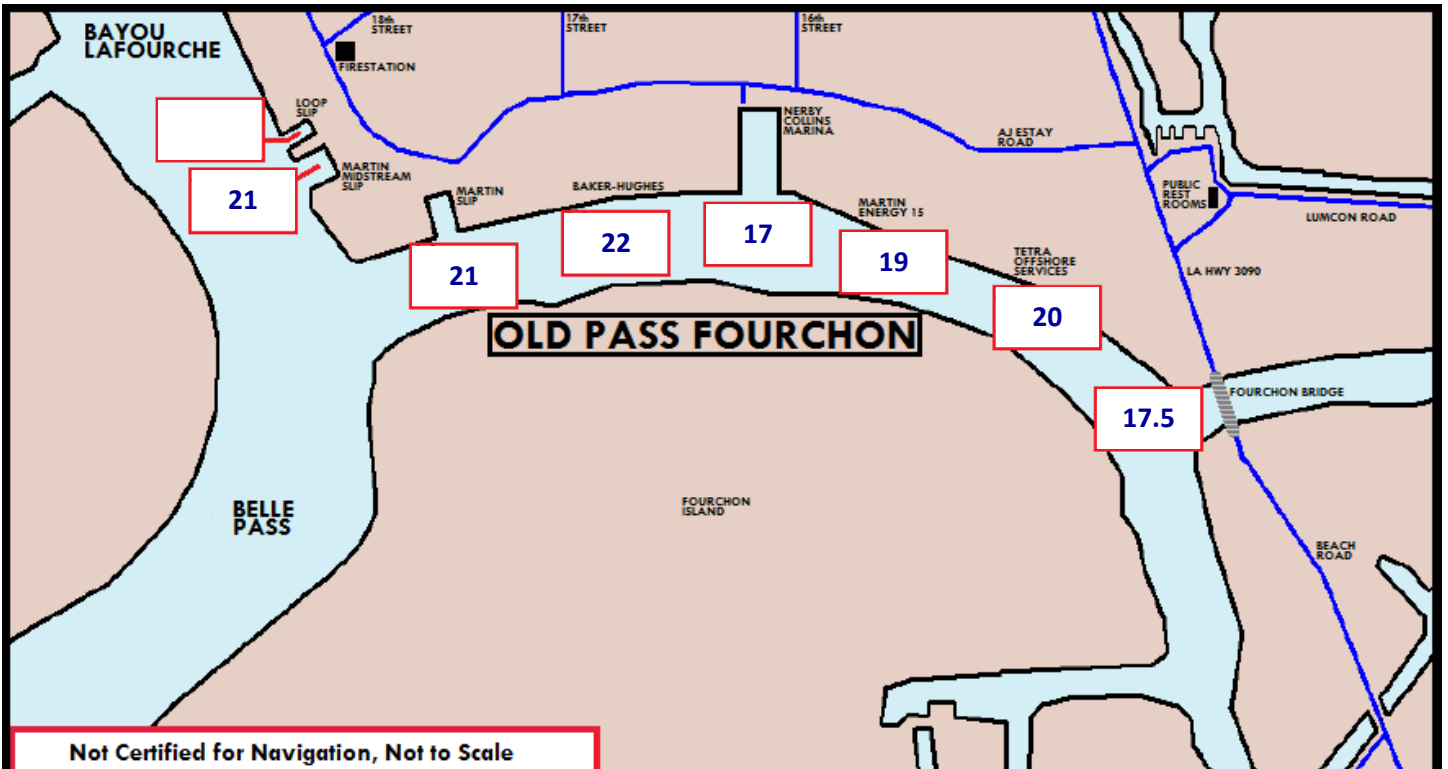 BAYOU
LAFOURCHE
18th
STREET
17th
STREET
16th
STREET
FIRESTATION
LOOP
SLIP
NERBY
COLLINS
MARINA
AJ ESTAY
ROAD
MARTIN
MIDSTREAM
SLIP
21
MARTIN
SLIP
BAKER-HUGHES
PUBLIC
REST
ROOMS
LUMCON ROAD
MARTIN
ENERGY 15
21
22
17
19
TETRA
OFFSHORE
SERVICES
20
LA HWY 3090
OLD PASS FOURCHON
17.5
FOURCHON BRIDGE
BELLE
PASS
FOURCHON
ISLAND
BEACH
ROAD
Not Certified for Navigation, Not to Scale